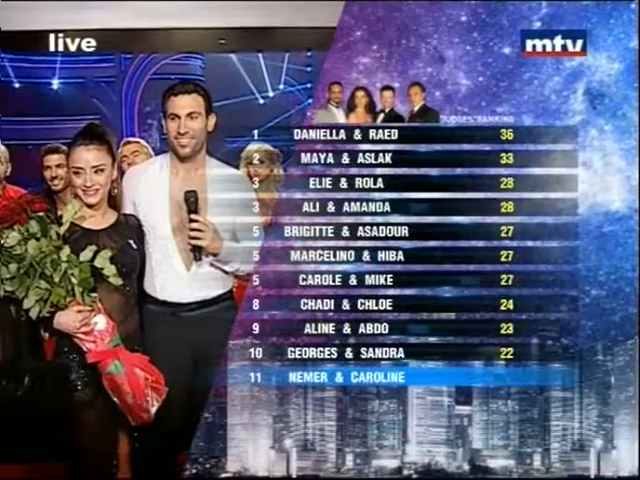 live
mtv
JUDGES' RANKING
1 DANIELLA & RAED 36
2 MAYA & ASLAK 33
3 ELIE & ROLA 28
3 ALI & AMANDA 28
5 BRIGITTE & ASADOUR 27
5 MARCELINO & HIBA 27
5 CAROLE & MIKE 27
8 CHADI & CHLOE 24
9 ALINE & ABDO 23
10 GEORGES & SANDRA 22
11 NEMER & CAROLINE